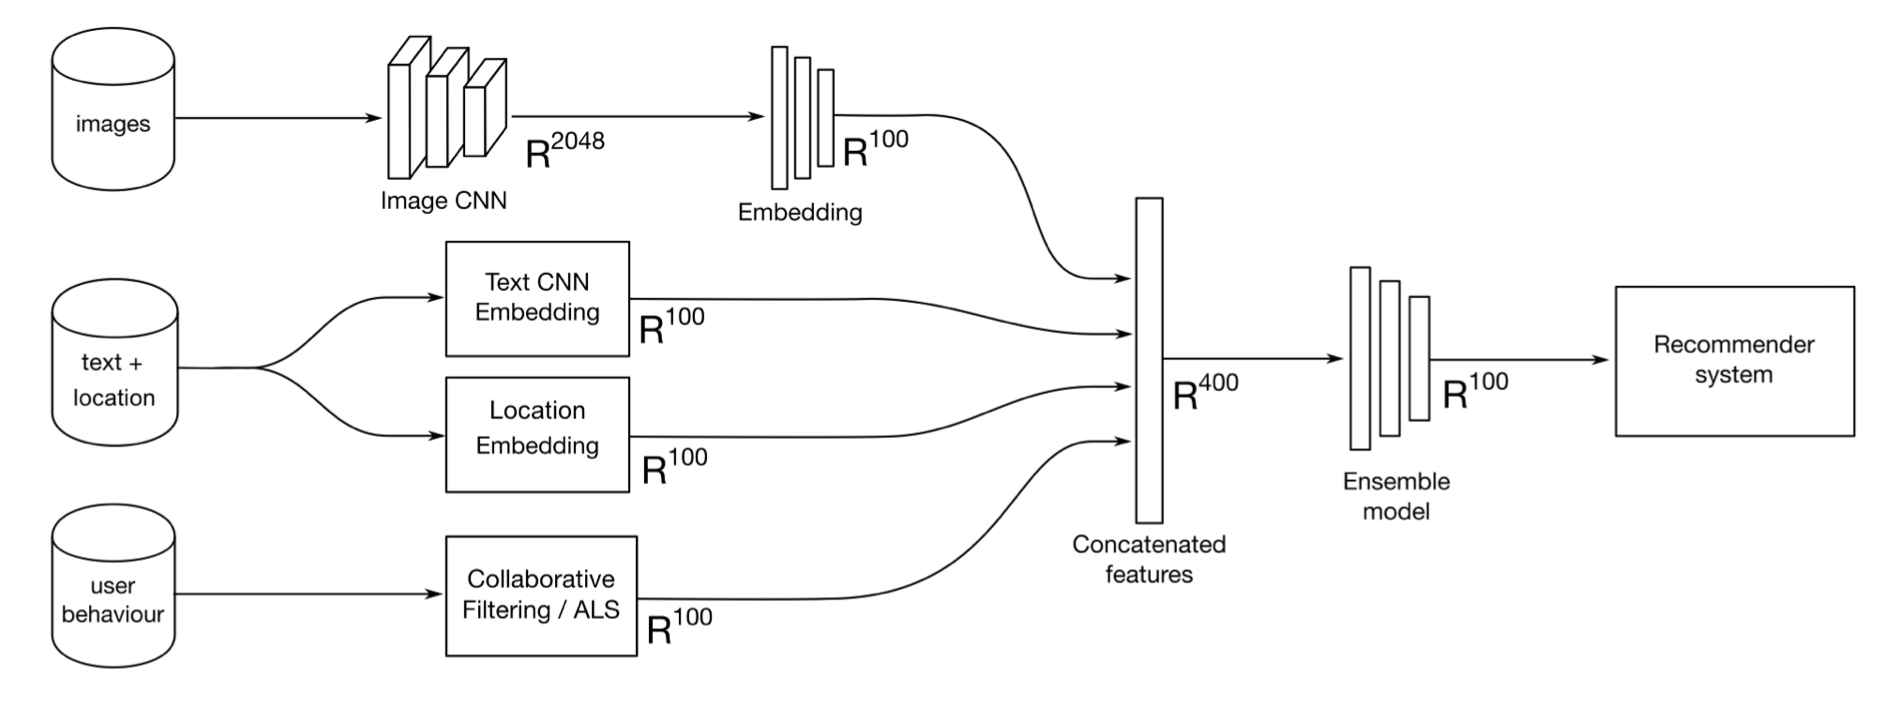 images
Image CNN
R^2048
Embedding
R^100
text +
location
Text CNN
Embedding
R^100
Location
Embedding
R^100
user
behaviour
Collaborative
Filtering / ALS
R^100
Concatenated
features
R^400
Ensemble
model
R^100
Recommender
system